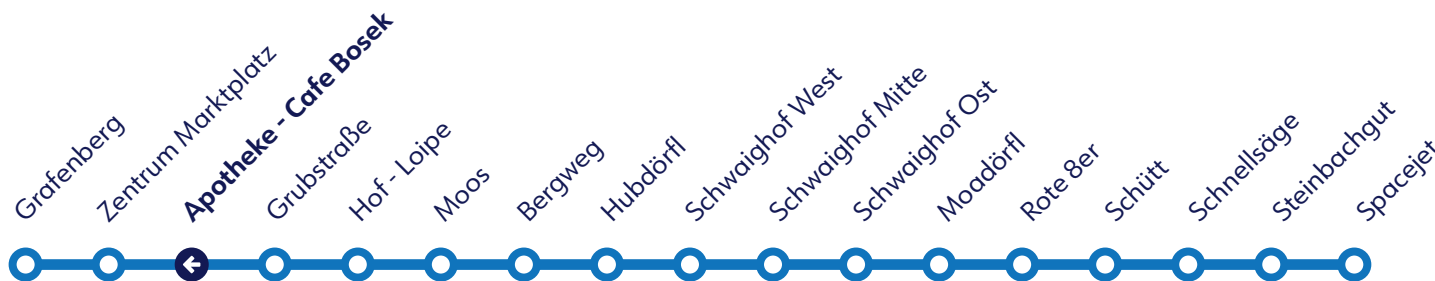 Grafenberg
Zentrum Marktplatz
Apotheke - Cafe Bosek
Grubstraße
Hof - Loipe
Moos
Bergweg
Hubdörfl
Schwaighof West
Schwaighof Mitte
Schwaighof Ost
Moadörfl
Rote 8er
Schütt
Schnellsäge
Steinbachgut
Spacejet